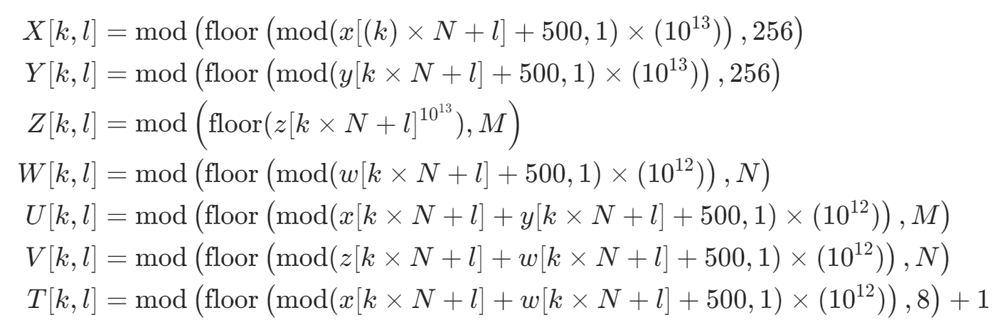 X[k, l] = mod (floor (mod(x[(k) × N + l] + 500, 1) × (10^{13})) , 256)
Y[k, l] = mod (floor (mod(y[k × N + l] + 500, 1) × (10^{13})) , 256)
Z[k, l] = mod (floor(z[k × N + l]^{10^{13}}), M)
W[k, l] = mod (floor (mod(w[k × N + l] + 500, 1) × (10^{12})) , N)
U[k, l] = mod (floor (mod(x[k × N + l] + y[k × N + l] + 500, 1) × (10^{12})) , M)
V[k, l] = mod (floor (mod(z[k × N + l] + w[k × N + l] + 500, 1) × (10^{12})) , N)
T[k, l] = mod (floor (mod(x[k × N + l] + w[k × N + l] + 500, 1) × (10^{12})) , 8) + 1